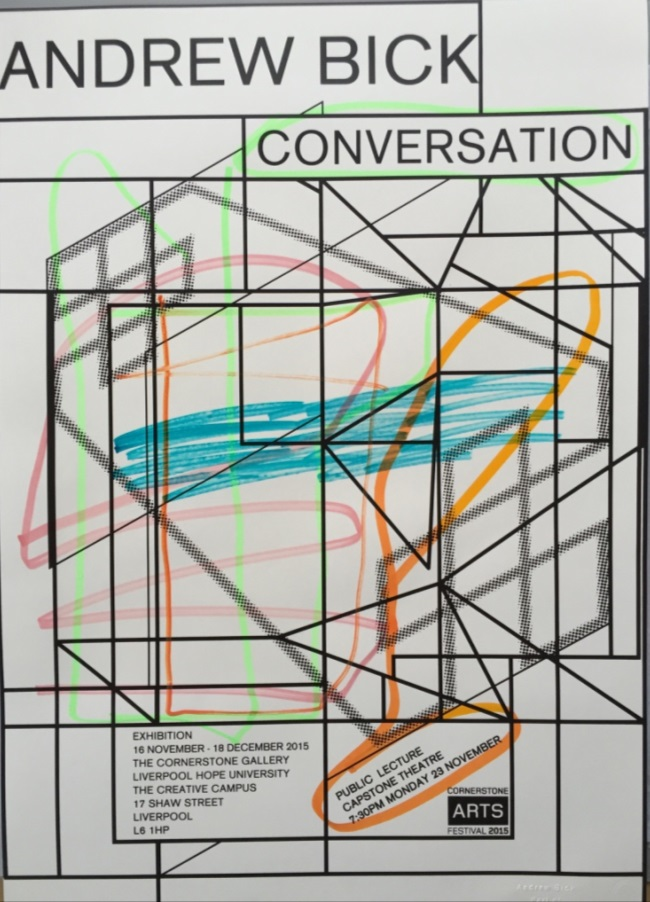 ANDREW BICK
CONVERSATION
EXHIBITION
16 NOVEMBER - 18 DECEMBER 2015
THE CORNERSTONE GALLERY
LIVERPOOL HOPE UNIVERSITY
THE CREATIVE CAMPUS
17 SHAW STREET
LIVERPOOL
L6 1HP
PUBLIC LECTURE
CAPSTONE THEATRE
7:30PM MONDAY 23 NOVEMBER
CORNERSTONE
ARTS
FESTIVAL 2015